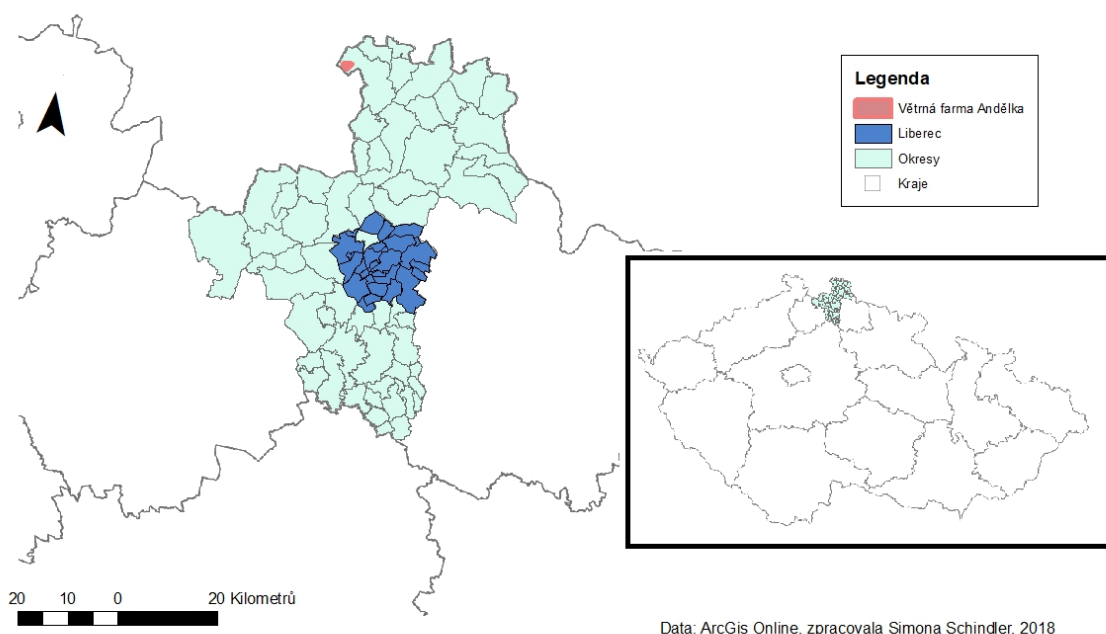 Legenda
Větrná farma Andělka
Liberec
Okresy
Kraje
20 10 0 20 Kilometrů
Data: ArcGis Online, zpracovala Simona Schindler, 2018